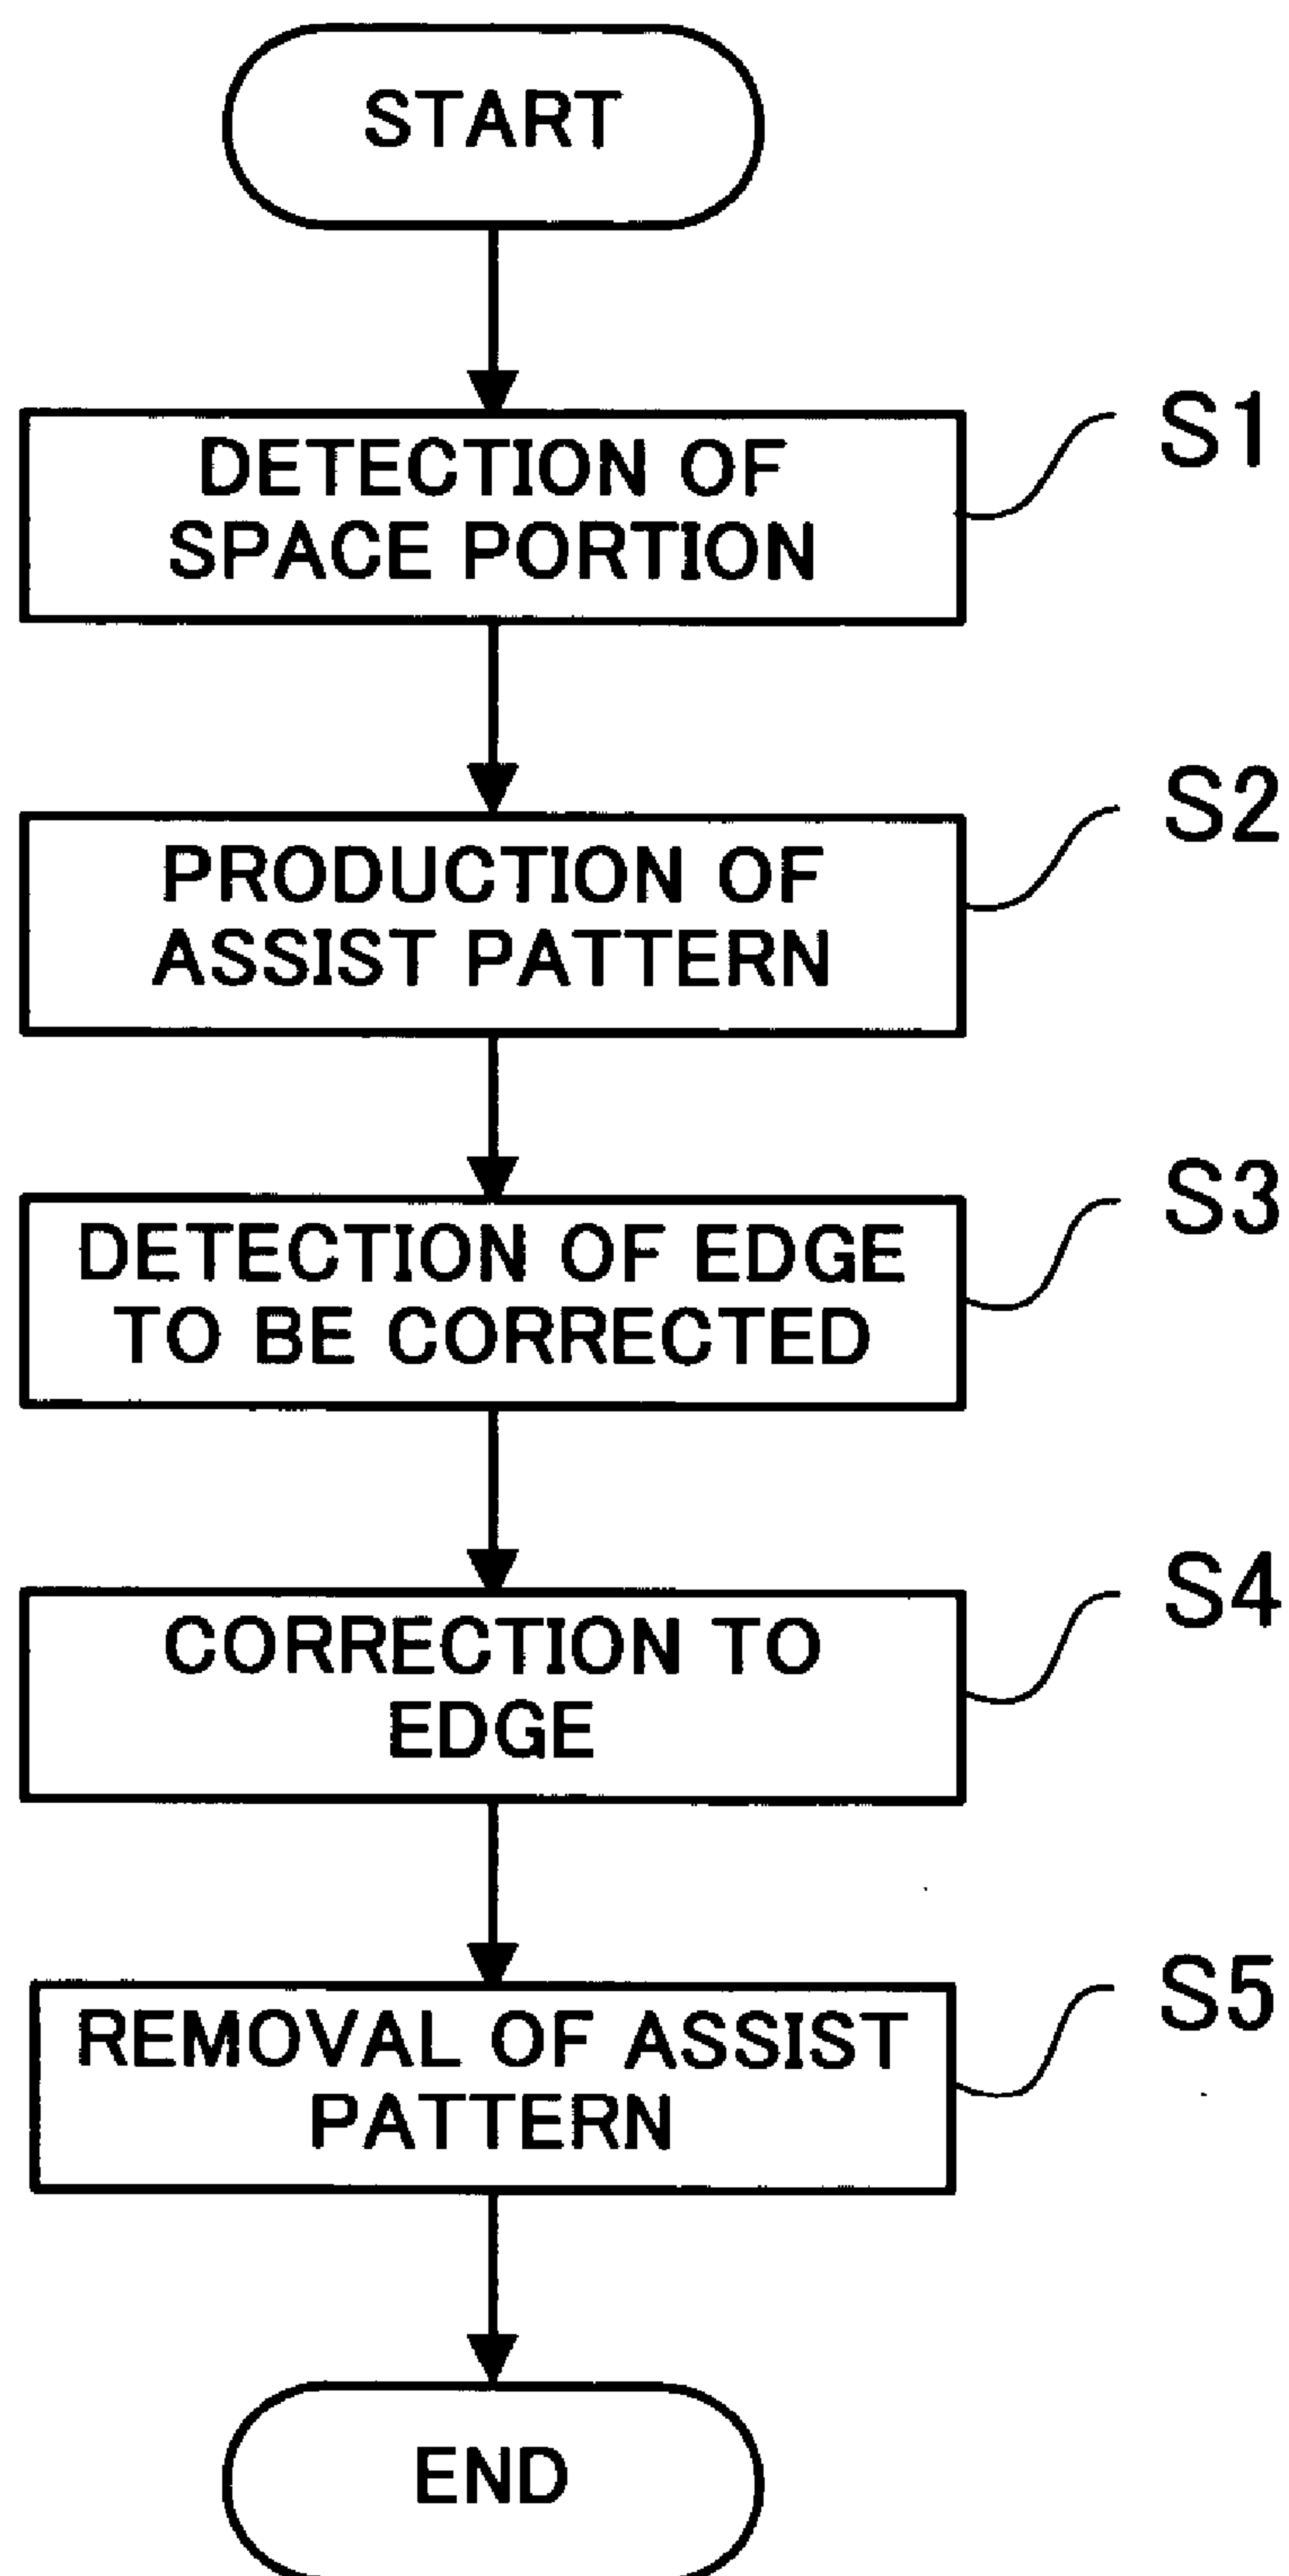 START
DETECTION OF
SPACE PORTION
S1
PRODUCTION OF
ASSIST PATTERN
S2
DETECTION OF EDGE
TO BE CORRECTED
S3
CORRECTION TO
EDGE
S4
REMOVAL OF ASSIST
PATTERN
S5
END